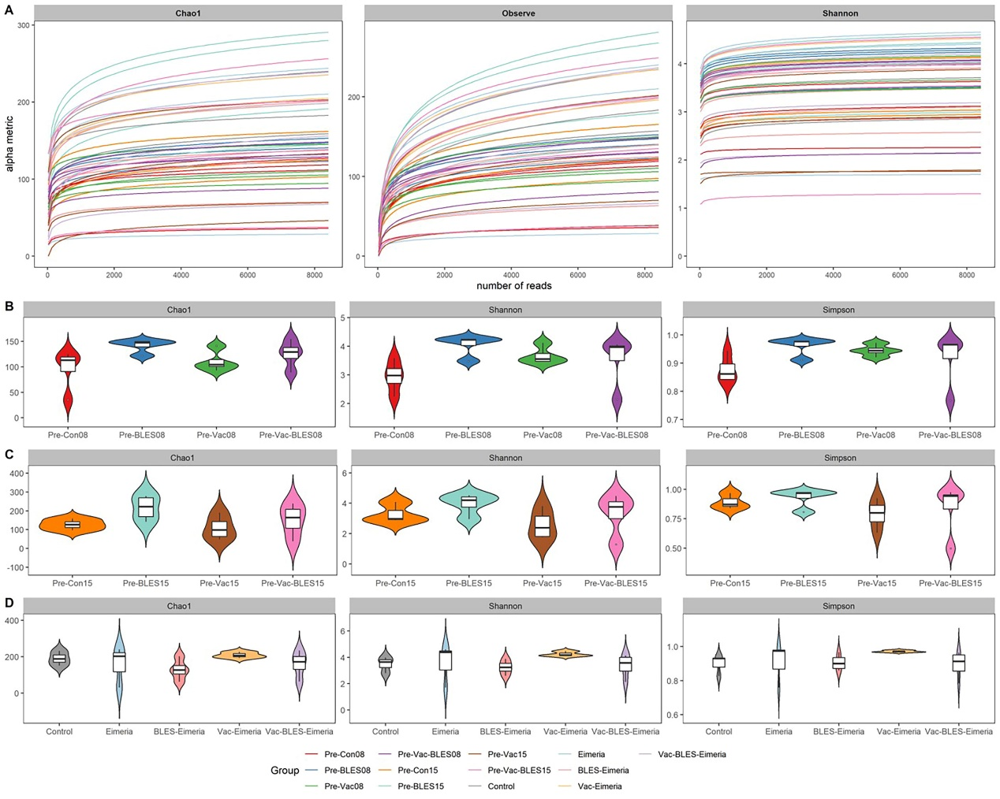 A
Chao1
Observe
Shannon
alpha metric
300
200
100
0
200
100
0
4
3
2
1
0
0 2000 4000 6000 8000
0 2000 4000 6000 8000
0 2000 4000 6000 8000
number of reads
B
Chao1
Shannon
Simpson
150
100
50
0
5
4
3
2
1.0
0.9
0.8
0.7
Pre-Con08 Pre-BLES08 Pre-Vac08 Pre-Vac-BLES08
Pre-Con08 Pre-BLES08 Pre-Vac08 Pre-Vac-BLES08
Pre-Con08 Pre-BLES08 Pre-Vac08 Pre-Vac-BLES08
C
Chao1
Shannon
Simpson
400
300
200
100
0
-100
6
4
2
0
1.00
0.75
0.50
Pre-Con15 Pre-BLES15 Pre-Vac15 Pre-Vac-BLES15
Pre-Con15 Pre-BLES15 Pre-Vac15 Pre-Vac-BLES15
Pre-Con15 Pre-BLES15 Pre-Vac15 Pre-Vac-BLES15
D
Chao1
Shannon
Simpson
400
200
0
6
4
2
0
1.0
0.8
0.6
Control Eimeria BLES-Eimeria Vac-Eimeria Vac-BLES-Eimeria
Control Eimeria BLES-Eimeria Vac-Eimeria Vac-BLES-Eimeria
Control Eimeria BLES-Eimeria Vac-Eimeria Vac-BLES-Eimeria
Group
Pre-Con08 Pre-Vac-BLES08 Pre-Vac15 Eimeria Vac-BLES-Eimeria
Pre-BLES08 Pre-Con15 Pre-Vac-BLES15 BLES-Eimeria
Pre-Vac08 Pre-BLES15 Control Vac-Eimeria